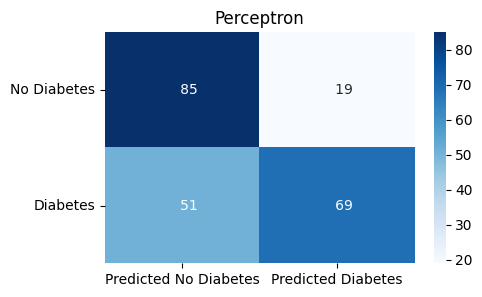 Perceptron
No Diabetes
85
19
Diabetes
51
69
Predicted No Diabetes
Predicted Diabetes
80
70
60
50
40
30
20